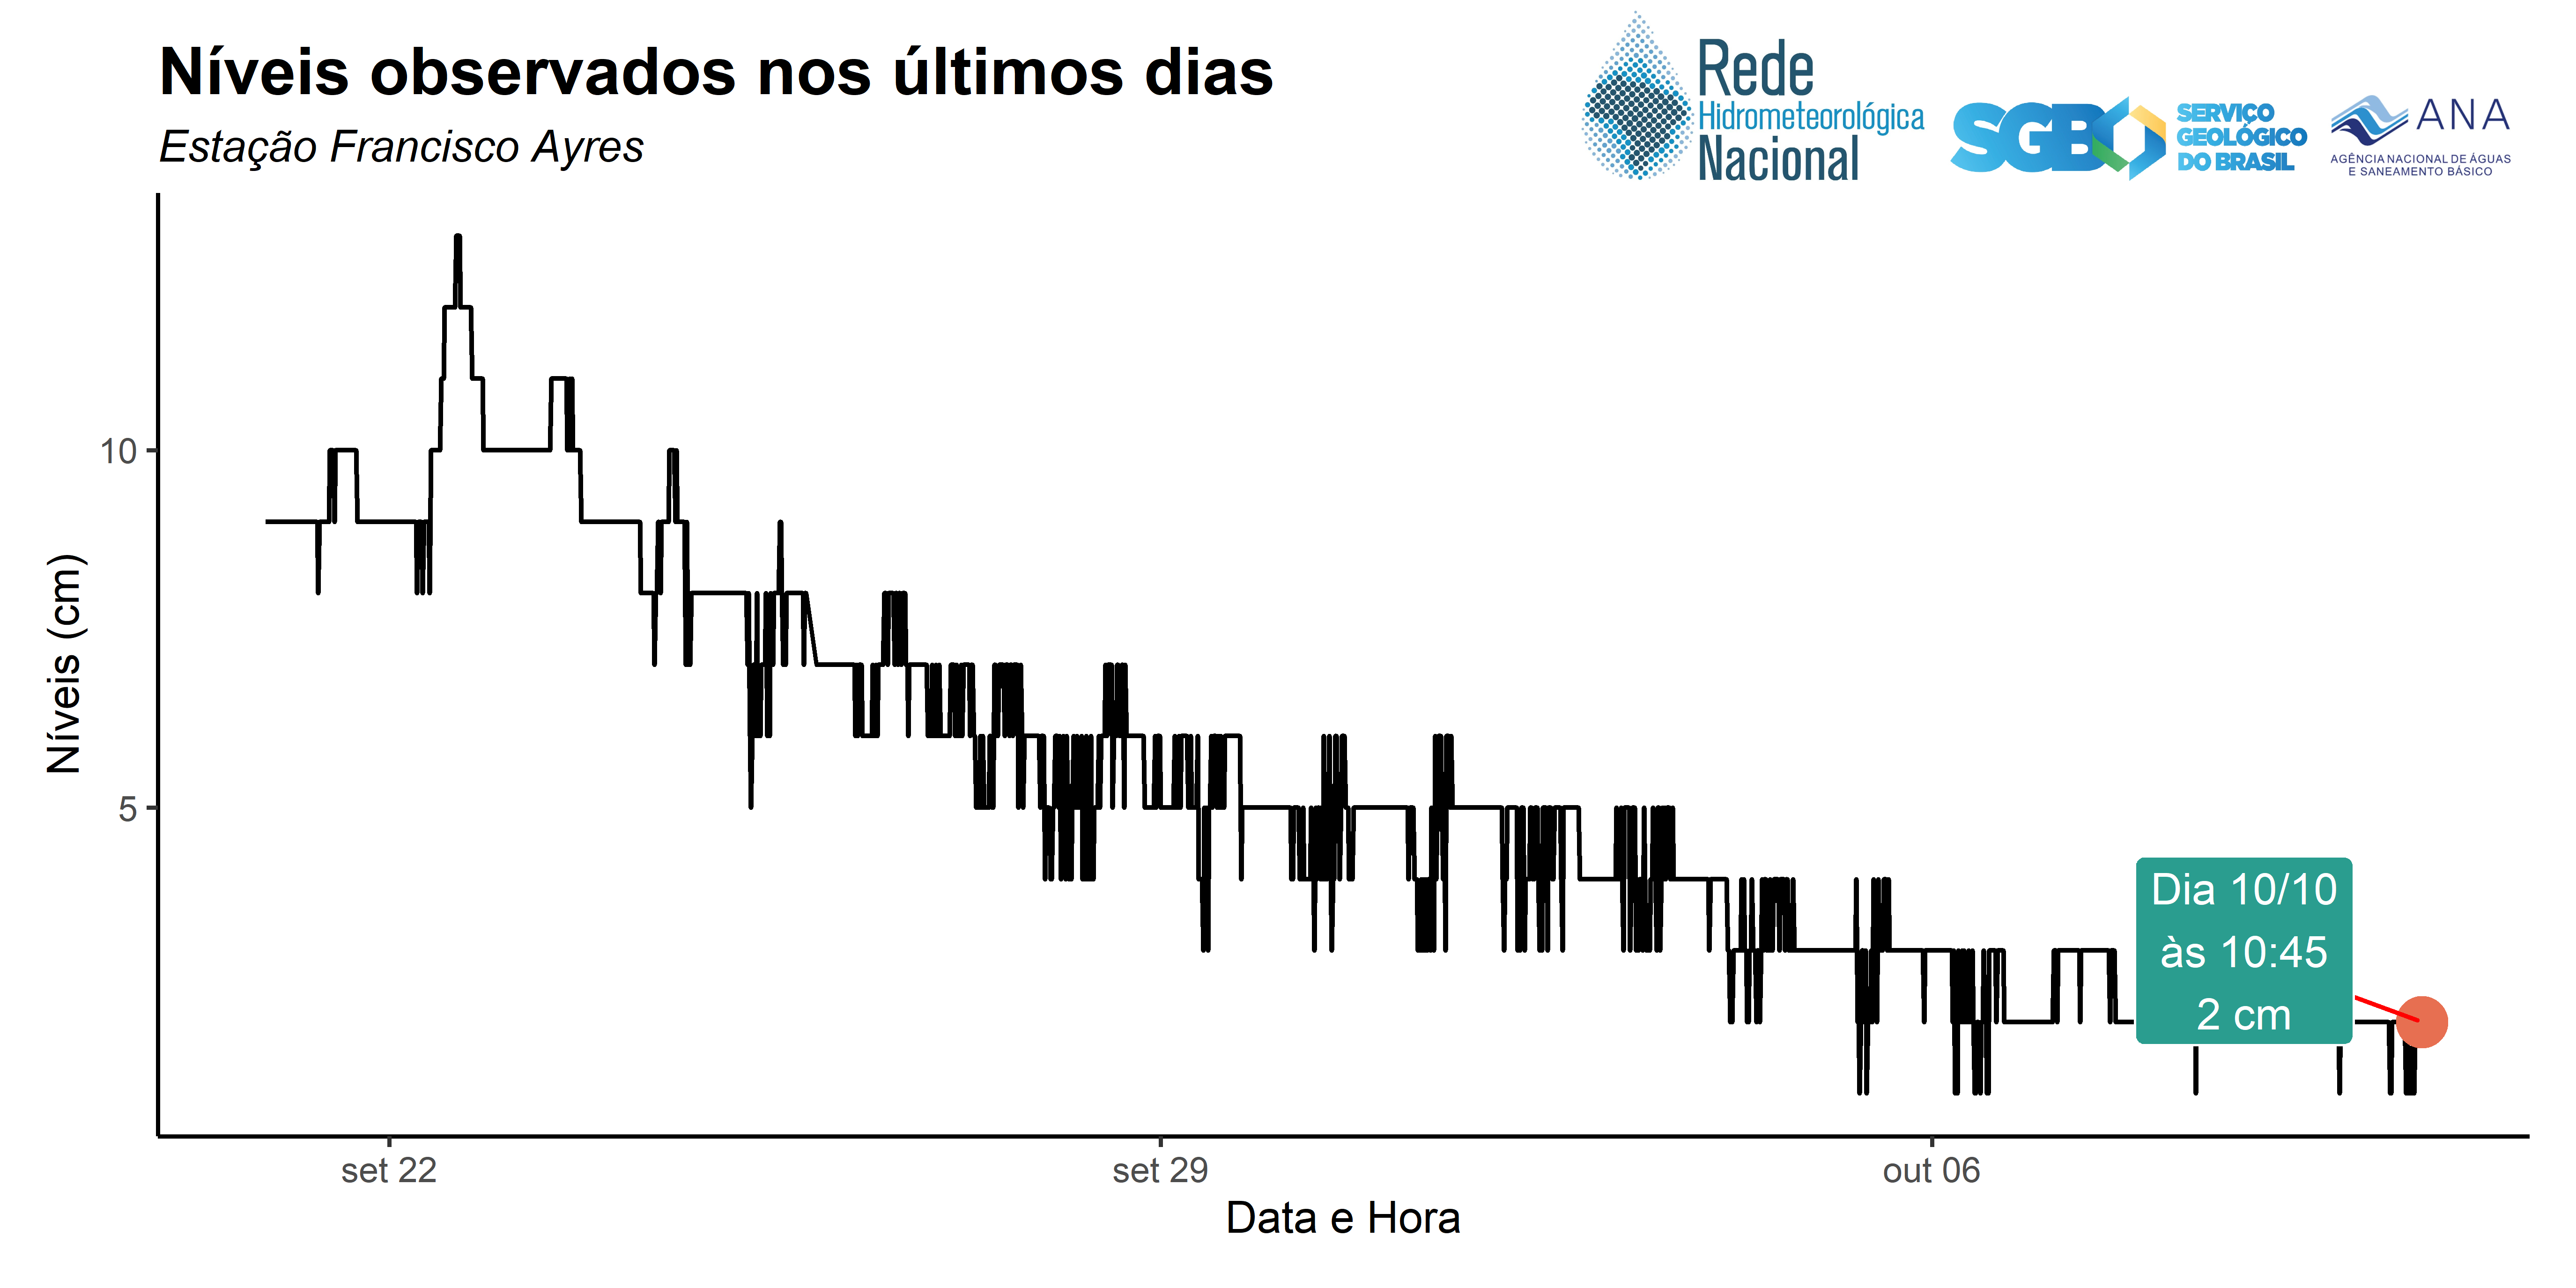 Níveis observados nos últimos dias
Estação Francisco Ayres
Rede
Hidrometeorológica
Nacional
SGB
SERVIÇO
GEOLÓGICO
DO BRASIL
ANA
AGÊNCIA NACIONAL DE ÁGUAS
E SANEAMENTO BÁSICO
Níveis (cm)
10
5
Dia 10/10
às 10:45
2 cm
set 22
set 29
out 06
Data e Hora